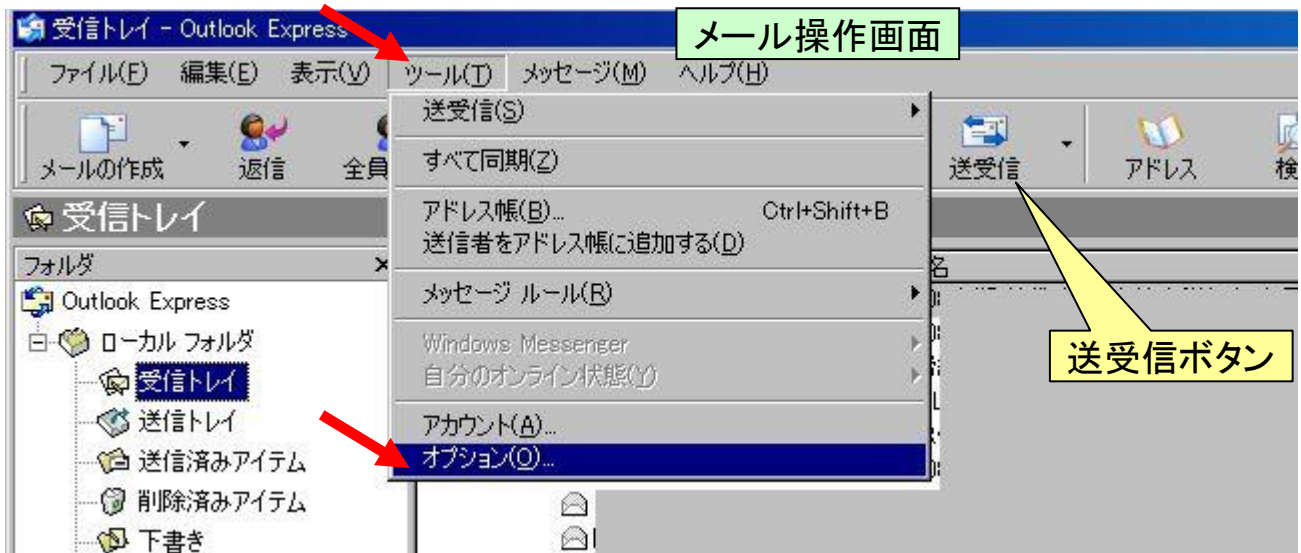 受信トレイ - Outlook Express
メール操作画面
ファイル(F) 編集(E) 表示(V) ツール(T) メッセージ(M) ヘルプ(H)
送受信(S)
すべて同期(Z)
アドレス帳(B)... Ctrl+Shift+B
送信者をアドレス帳に追加する(D)
メッセージ ルール(R)
Windows Messenger
自分のオンライン状態(Y)
アカウント(A)...
オプション(O)...
メールの作成 返信 全員 送受信 アドレス 検
受信トレイ
フォルダ
名
Outlook Express
ローカル フォルダ
受信トレイ
送信トレイ
送信済みアイテム
削除済みアイテム
下書き
送受信ボタン